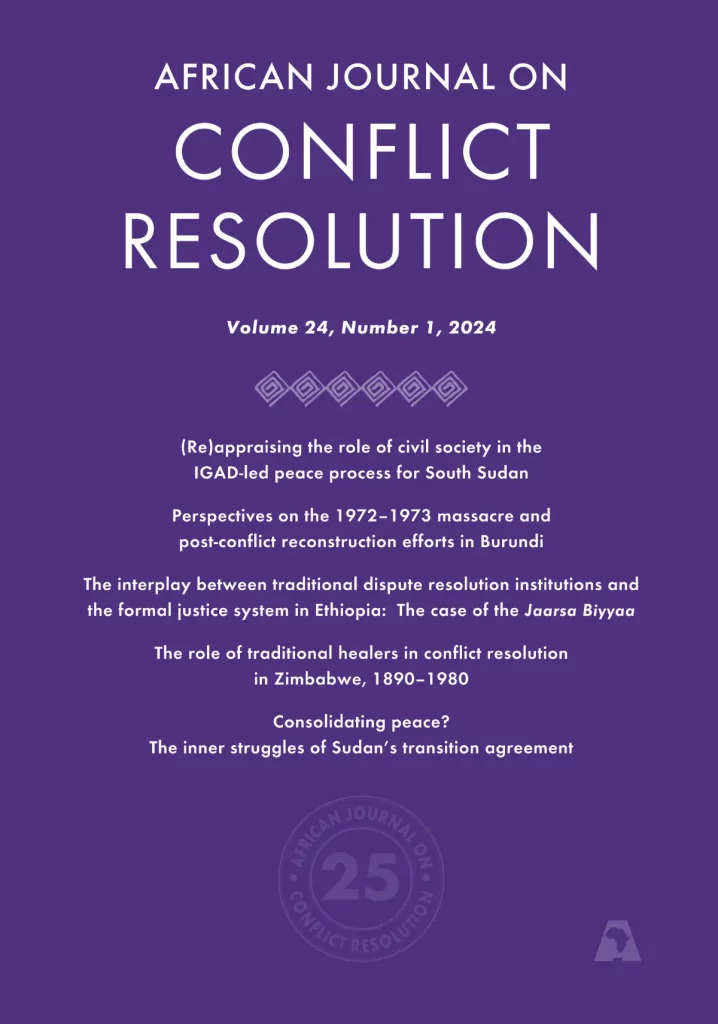 AFRICAN JOURNAL ON
CONFLICT
RESOLUTION
Volume 24, Number 1, 2024
(Re)appraising the role of civil society in the
IGAD-led peace process for South Sudan
Perspectives on the 1972–1973 massacre and
post-conflict reconstruction efforts in Burundi
The interplay between traditional dispute resolution institutions and
the formal justice system in Ethiopia:  The case of the Jaarsa Biyyaa
The role of traditional healers in conflict resolution
in Zimbabwe, 1890–1980
Consolidating peace?
The inner struggles of Sudan’s transition agreement
• AFRICAN JOURNAL ON •
25
CONFLICT RESOLUTION